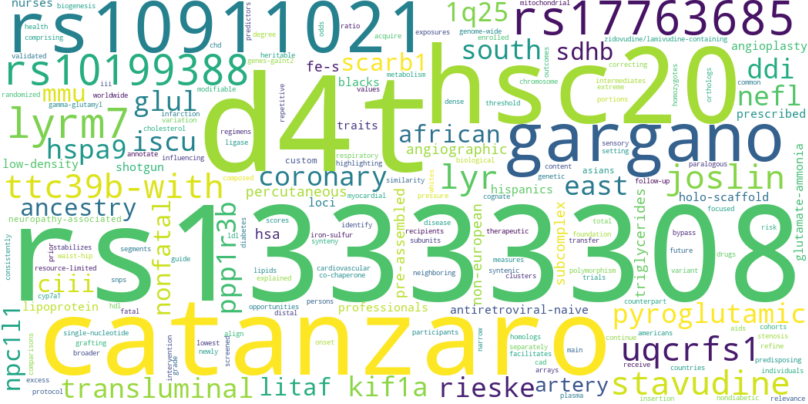 nurses biogenesis rs10911021 predictors odds ratio acquire 1q25 mitochondrial rs17763685
health comprising validated degree chd exposures genome-wide enrolled
rs10199388 fe-s scarb1 south sdhb zidovudine/lamivudine-containing angioplasty
genes-gaintz heritable blacks metabolism chromosome outcomes correcting
randomized iii worldwide modifiable mmu glul d4t values intermediates extreme portions hsc20 homozygotes orthologs ddi
gamma-glutamyl infarction variation repetitive dense threshold common nefl
lyrm7 cholesterol regimens ligase traits african gargano prescribed
hspa9 iscu annotate influencing custom respiratory highlighting angiographic biological sensory setting content paralogous
low-density shotgun coronary similarity lyr genetic asians east follow-up joslin
ttc39b-with composed percutaneous myocardial hispanics cognate holo-scaffold
ancestry loci
neuropathy-associated
rs1333308
consistently prior stabilizes segments resource-limited guide snps cyp7a1 ciii
nonfatal ppp1r3b diabetes ldl scores hsa lipids explained iron-sulfur synteny identify cardiovascular co-chaperone neighboring
pre-assembled recipients subunits disease pressure non-european therapeutic syntenic clusters subcomplex
transfer measures total foundation polymorphism trials triglycerides bypass future variant focused risk drugs glutamate-ammonia
lipoprotein hdl waist-hip opportunities persons distal professionals antiretroviral-naive counterpart
npc1l1 fatal single-nucleotide grafting broader lowest newly catanzaro intervention grade screened align onset participants narrow homologs separately facilitates main cad arrays
pyroglutamic americans continue aids cohorts stenosis refine
comparisons uqcrfs1 countries receive predisposing individuals
excess protocol transluminal litaf kif1a rieske artery plasma stavudine insertion nondiabetic relevance